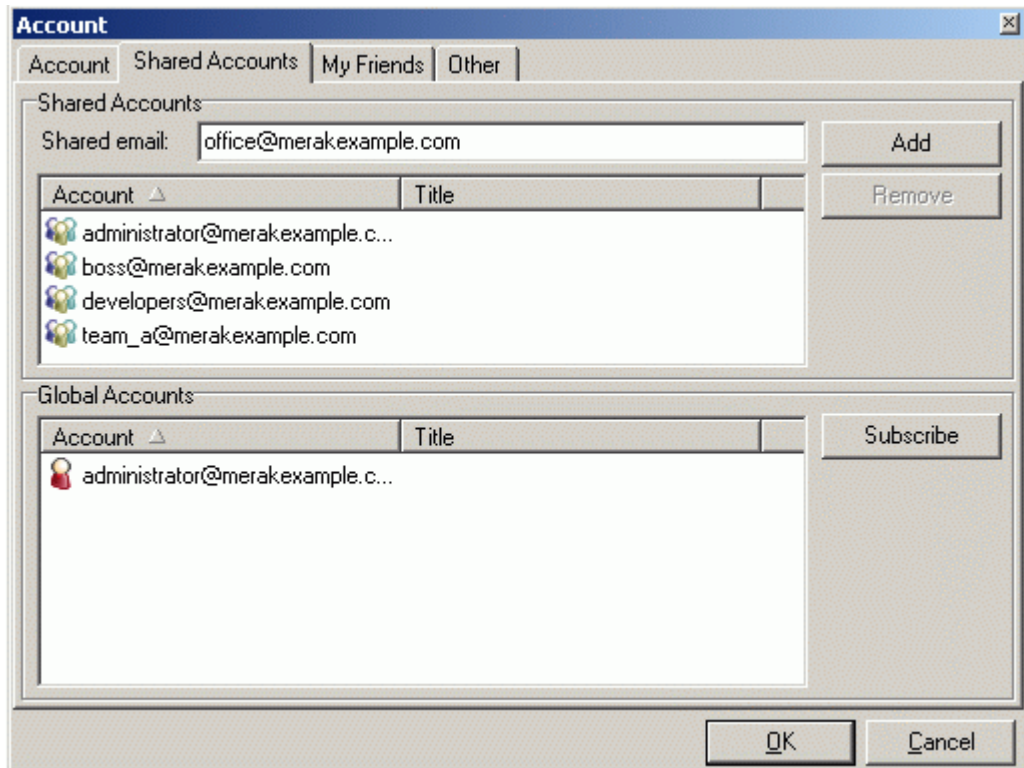 Account
Account Shared Accounts My Friends Other
Shared Accounts
Shared email: office@merakexample.com Add
Account Title Remove
administrator@merakexample.c...
boss@merakexample.com
developers@merakexample.com
team_a@merakexample.com
Global Accounts
Account Title Subscribe
administrator@merakexample.c...
OK Cancel